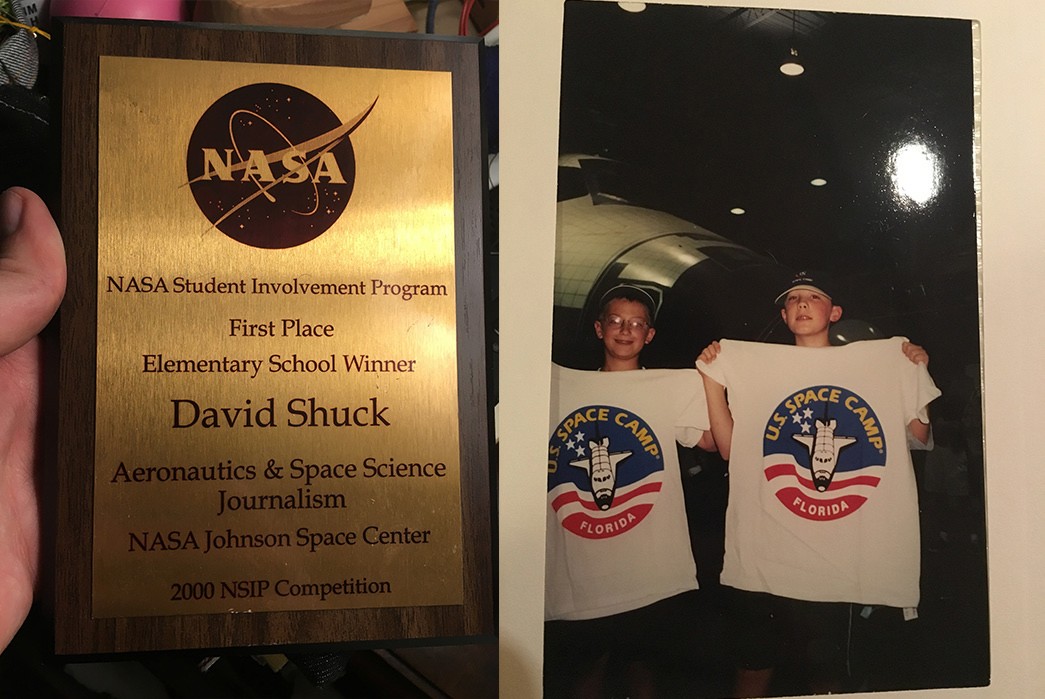 NASA
NASA Student Involvement Program
First Place
Elementary School Winner
David Shuck
Aeronautics & Space Science
Journalism
NASA Johnson Space Center
2000 NSIP Competition
U.S. SPACE CAMP
FLORIDA
U.S. SPACE CAMP
FLORIDA